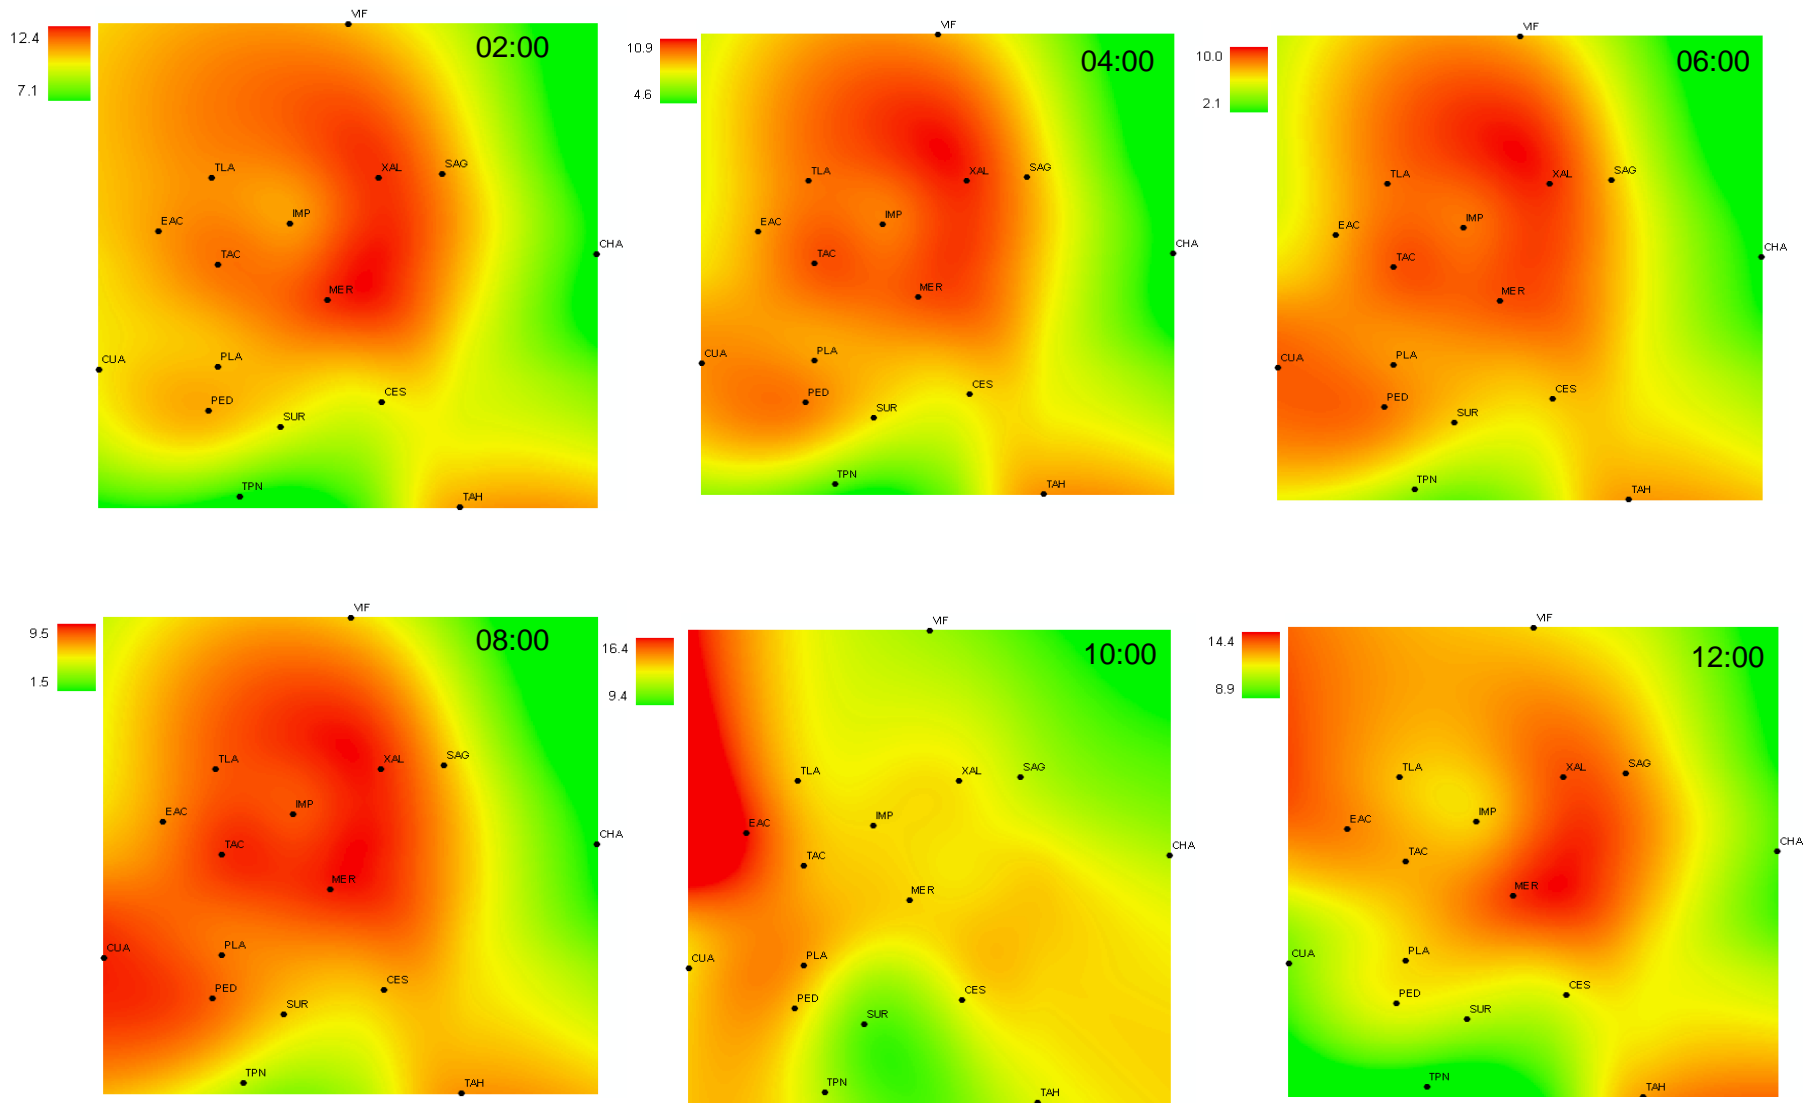 VIF
12.4
02:00
7.1
TLA
XAL
SAG
IMP
EAC
CHA
TAC
MER
CUA
PLA
PED
CES
SUR
TPN
TAH
VIF
10.9
04:00
4.6
TLA
XAL
SAG
IMP
EAC
CHA
TAC
MER
CUA
PLA
PED
CES
SUR
TPN
TAH
VIF
10.0
06:00
2.1
TLA
XAL
SAG
IMP
EAC
CHA
TAC
MER
CUA
PLA
PED
CES
SUR
TPN
TAH
VIF
9.5
08:00
1.5
TLA
XAL
SAG
IMP
EAC
CHA
TAC
MER
CUA
PLA
PED
CES
SUR
TPN
TAH
VIF
16.4
10:00
9.4
TLA
XAL
SAG
IMP
EAC
CHA
TAC
MER
CUA
PLA
PED
CES
SUR
TPN
TAH
VIF
14.4
12:00
8.9
TLA
XAL
SAG
IMP
EAC
CHA
TAC
MER
CUA
PLA
PED
CES
SUR
TPN
TAH